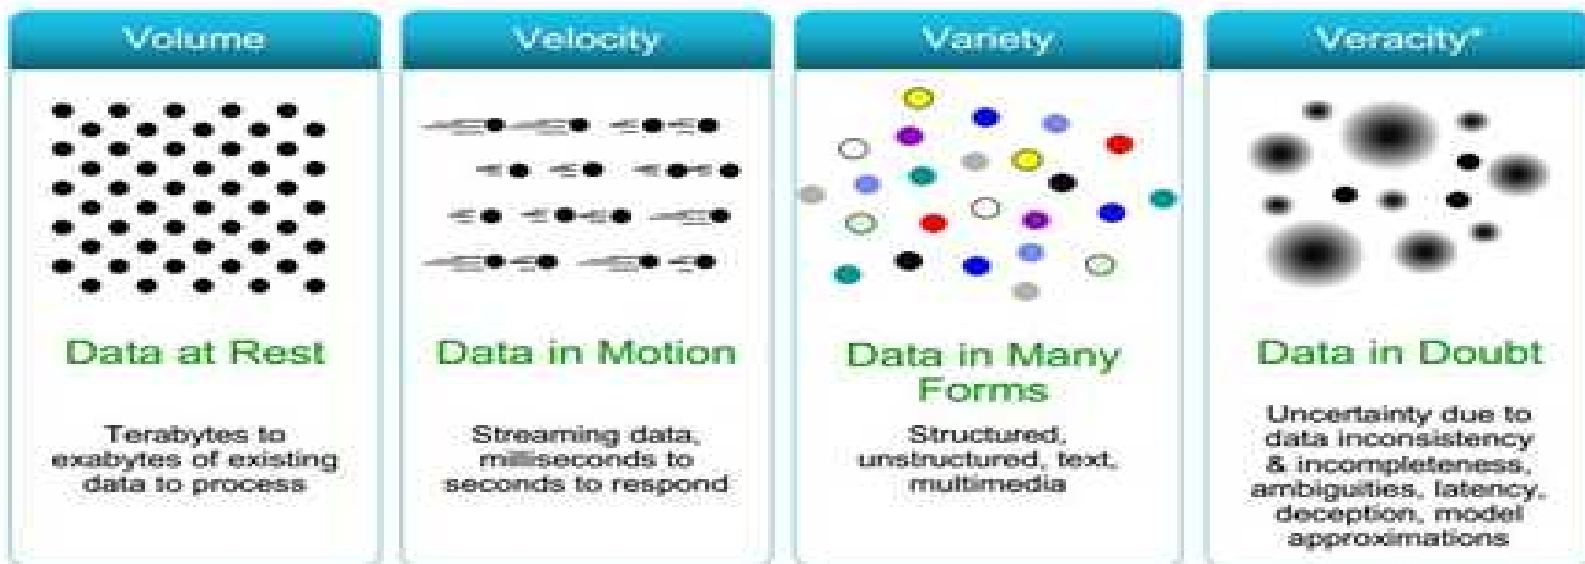 Volume
Data at Rest
Terabytes to
exabytes of existing
data to process
Velocity
Data in Motion
Streaming data,
milliseconds to
seconds to respond
Variety
Data in Many
Forms
Structured,
unstructured, text,
multimedia
Veracity*
Data in Doubt
Uncertainty due to
data inconsistency
& incompleteness,
ambiguities, latency,
deception, model
approximations